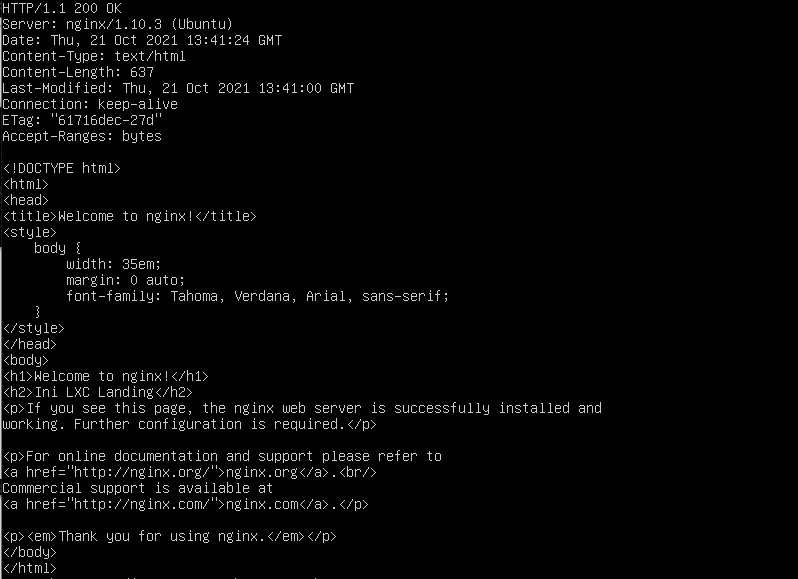 HTTP/1.1 200 OK
Server: nginx/1.10.3 (Ubuntu)
Date: Thu, 21 Oct 2021 13:41:24 GMT
Content-Type: text/html
Content-Length: 637
Last-Modified: Thu, 21 Oct 2021 13:41:00 GMT
Connection: keep-alive
ETag: "61716dec-27d"
Accept-Ranges: bytes

<!DOCTYPE html>
<html>
<head>
<title>Welcome to nginx!</title>
<style>
    body {
        width: 35em;
        margin: 0 auto;
        font-family: Tahoma, Verdana, Arial, sans-serif;
    }
</style>
</head>
<body>
<h1>Welcome to nginx!</h1>
<h2>Ini LXC Landing</h2>
<p>If you see this page, the nginx web server is successfully installed and
working. Further configuration is required.</p>

<p>For online documentation and support please refer to
<a href="http://nginx.org/">nginx.org</a>.<br/>
Commercial support is available at
<a href="http://nginx.com/">nginx.com</a>.</p>

<p><em>Thank you for using nginx.</em></p>
</body>
</html>